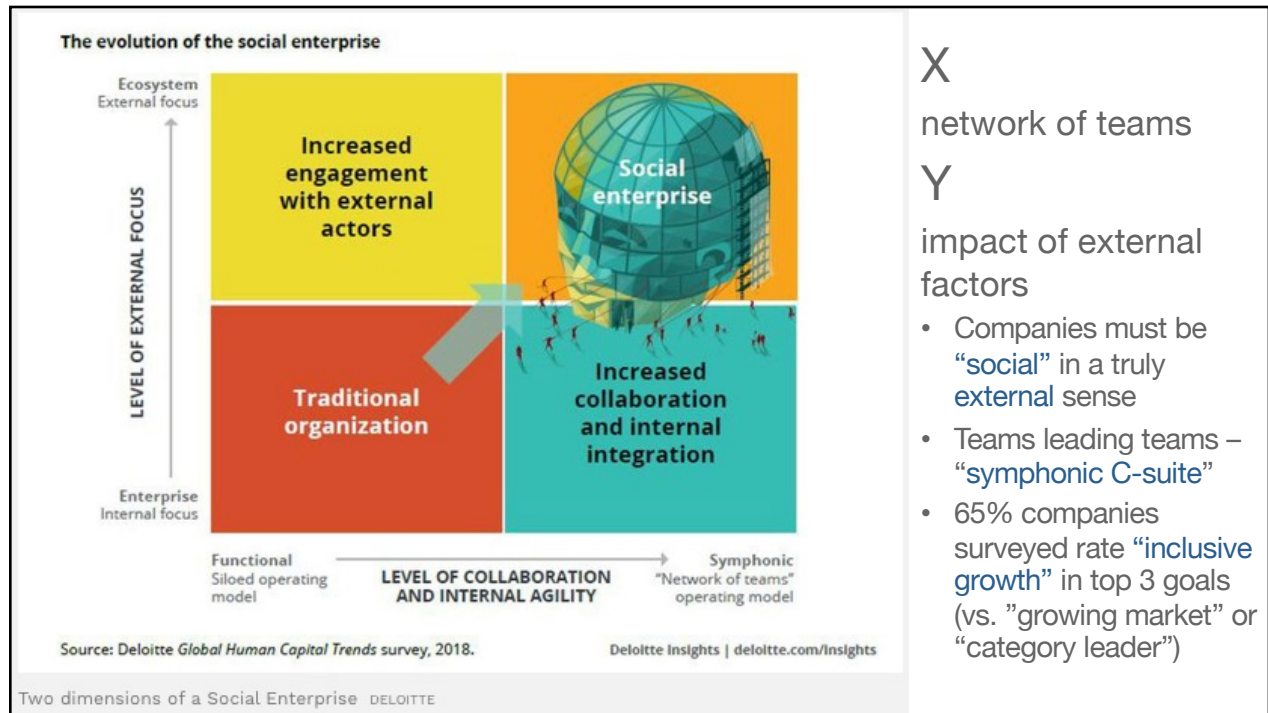 The evolution of the social enterprise
Ecosystem
External focus
LEVEL OF EXTERNAL FOCUS
Enterprise
Internal focus
Increased
engagement
with external
actors
Social
enterprise
Traditional
organization
Increased
collaboration
and internal
integration
Functional
Siloed operating
model
LEVEL OF COLLABORATION
AND INTERNAL AGILITY
Symphonic
"Network of teams"
operating model
Source: Deloitte Global Human Capital Trends survey, 2018.
Deloitte Insights | deloitte.com/insights
Two dimensions of a Social Enterprise DELOITTE
X
network of teams
Y
impact of external
factors
• Companies must be
“social” in a truly
external sense
• Teams leading teams –
“symphonic C-suite”
• 65% companies
surveyed rate “inclusive
growth” in top 3 goals
(vs. ”growing market” or
“category leader”)